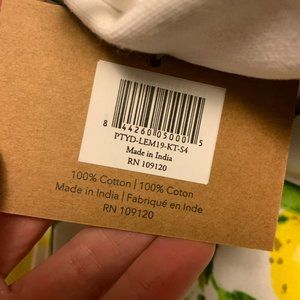 8 44260 05000 5
PTYD-LEM19-KT-S4
Made in India
RN 109120
100% Cotton | 100% Coton
Made in India | Fabriqué en Inde
RN 109120